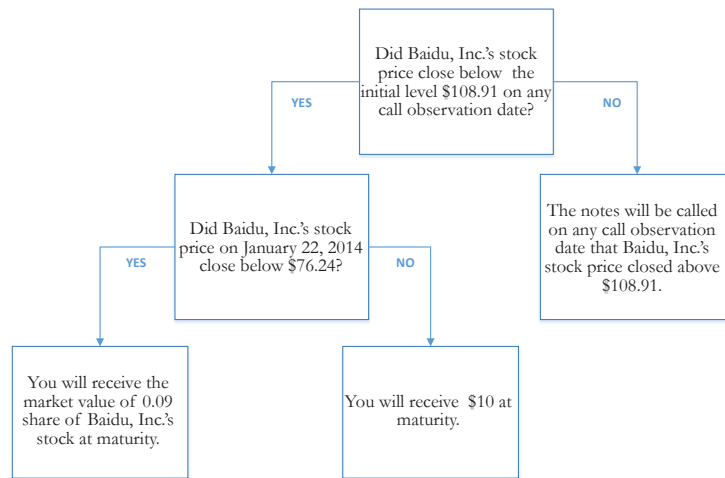 Did Baidu, Inc.'s stock
price close below the
initial level $108.91 on any
call observation date?
YES
NO
Did Baidu, Inc.'s stock
price on January 22, 2014
close below $76.24?
The notes will be called
on any call observation
date that Baidu, Inc.'s
stock price closed above
$108.91.
YES
NO
You will receive the
market value of 0.09
share of Baidu, Inc.'s
stock at maturity.
You will receive $10 at
maturity.